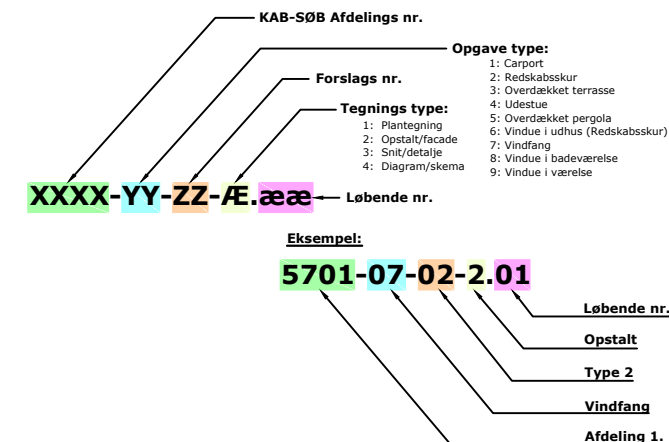 KAB-SØB Afdelings nr.
Opgave type:
1: Carport
2: Redskabsskur
3: Overdækket terrasse
4: Udestue
5: Overdækket pergola
6: Vindue i udhus (Redskabsskur)
7: Vindfang
8: Vindue i badeværelse
9: Vindue i værelse
Forslags nr.
Tegnings type:
1: Plantegning
2: Opstalt/facade
3: Snit/detalje
4: Diagram/skema
XXXX-YY-ZZ-Æ.ææ
Løbende nr.
Eksempel:
5701-07-02-2.01
Løbende nr.
Opstalt
Type 2
Vindfang
Afdeling 1.